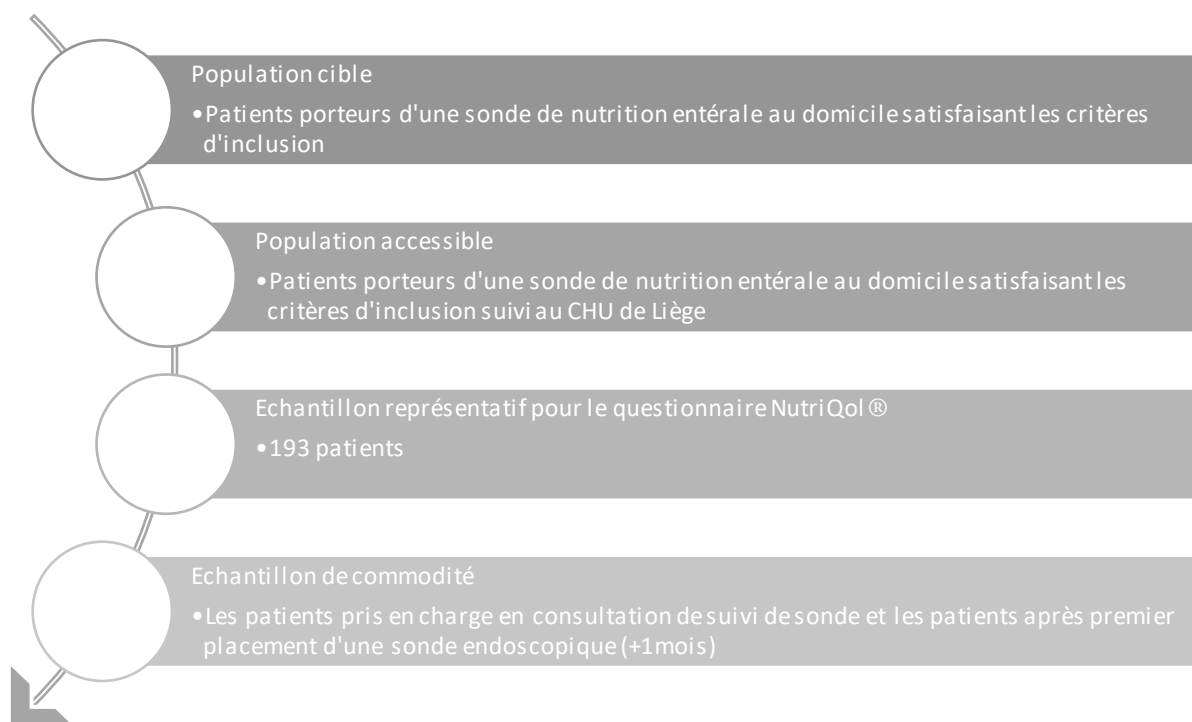 Population cible
•Patients porteurs d'une sonde de nutrition entérale au domicile satisfaisant les critères
d'inclusion
Population accessible
•Patients porteurs d'une sonde de nutrition entérale au domicile satisfaisant les
critères d'inclusion suivi au CHU de Liège
Echantillon représentatif pour le questionnaire NutriQol ®
•193 patients
Echantillon de commodité
•Les patients pris en charge en consultation de suivi de sonde et les patients après premier
placement d'une sonde endoscopique (+1mois)